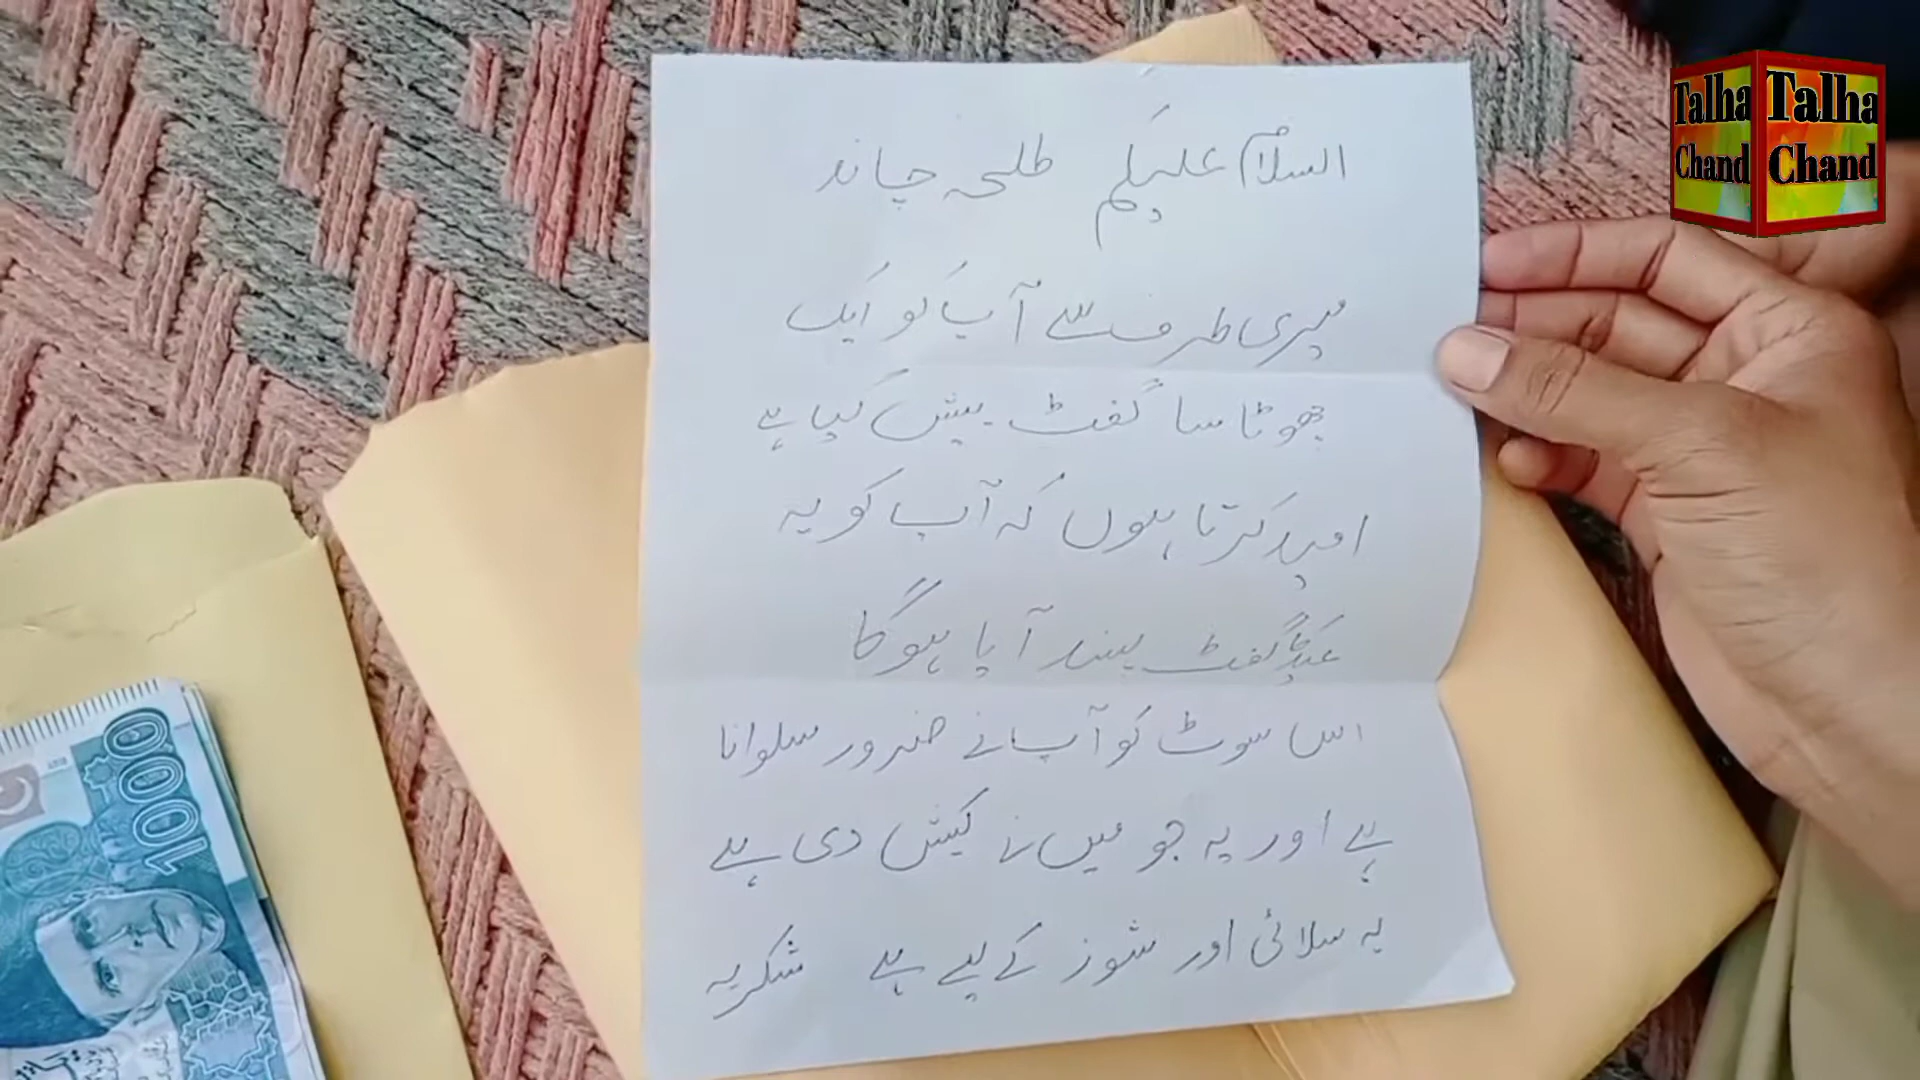 السلام علیکم طلحہ چاند
میری طرف سے آپ کو ایک
چھوٹا سا گفٹ پیش کیا ہے
امید کرتا ہوں کہ آپ کو یہ
عید گفٹ پسند آیا ہوگا
اس سوٹ کو آپ نے ضرور سلوانا
ہے اور یہ جو میں نے کیش دی ہے
یہ سلائی اور شوز کے لیے ہے شکریہ
Talha Chand
Talha Chand
1000